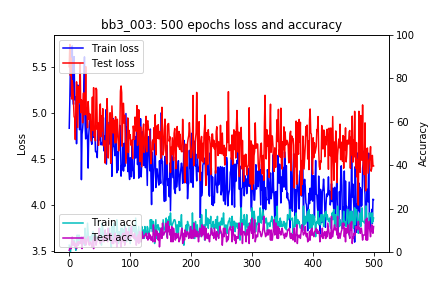 bb3_003: 500 epochs loss and accuracy
Train loss
Test loss
Train acc
Test acc
Loss
5.5
5.0
4.5
4.0
3.5
Accuracy
100
80
60
40
20
0
0
100
200
300
400
500